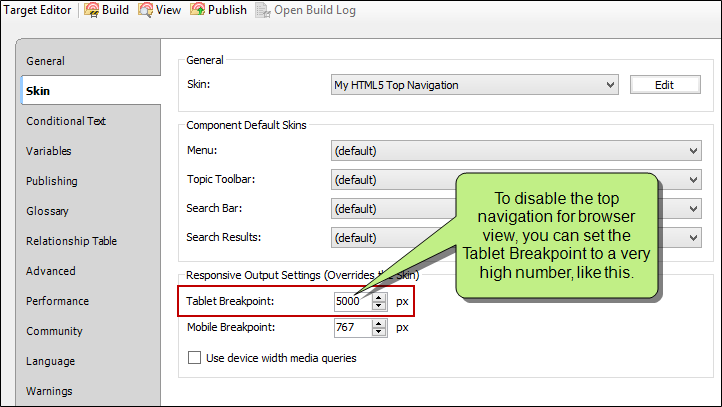 Target Editor Build View Publish Open Build Log
General
Skin
Conditional Text
Variables
Publishing
Glossary
Relationship Table
Advanced
Performance
Community
Language
Warnings
General
Skin: My HTML5 Top Navigation Edit
Component Default Skins
Menu: (default)
Topic Toolbar: (default)
Search Bar: (default)
Search Results: (default)
To disable the top
navigation for browser
view, you can set the
Tablet Breakpoint to a very
high number, like this.
Responsive Output Settings (Overrides the Skin)
Tablet Breakpoint: 5000 px
Mobile Breakpoint: 767 px
Use device width media queries